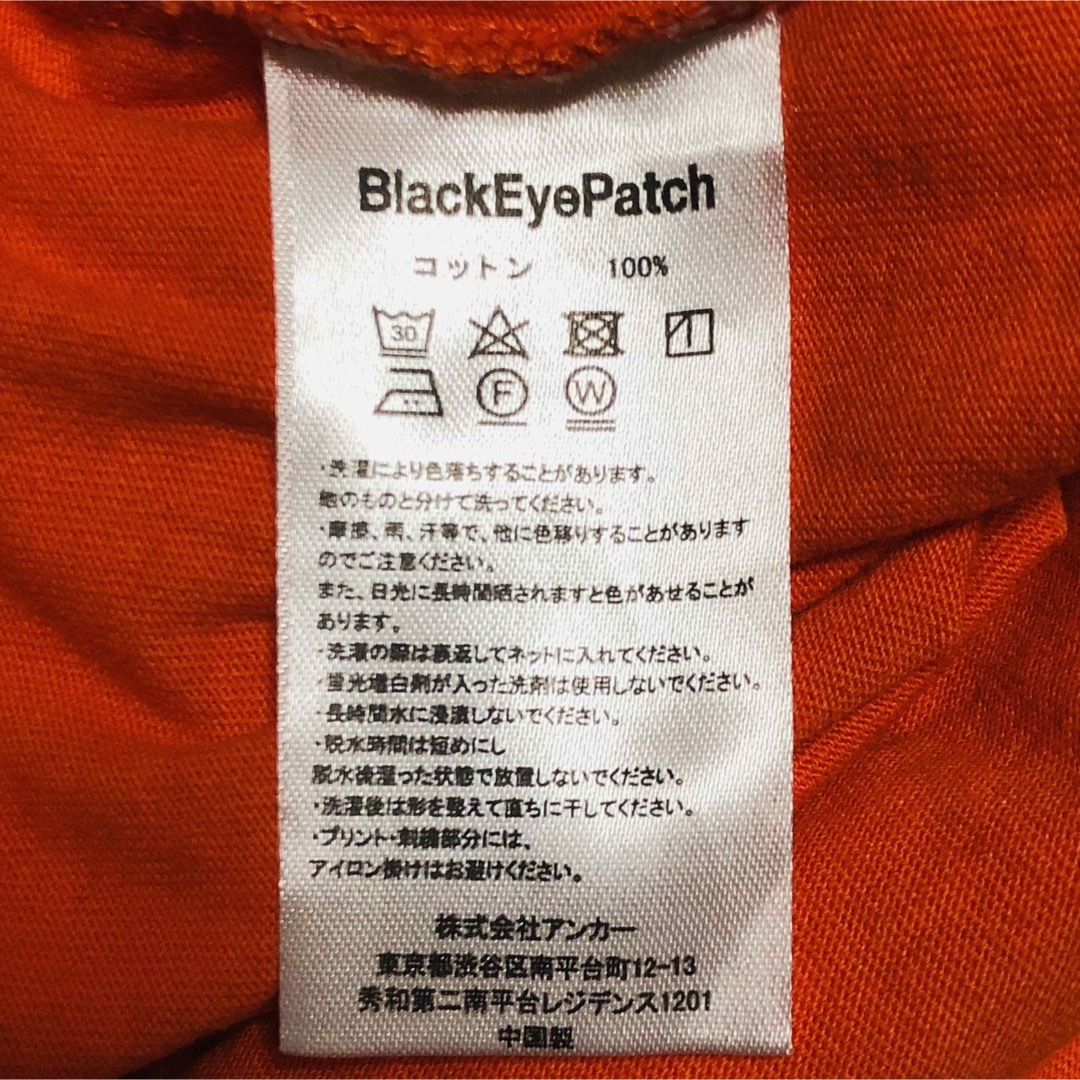 BlackEyePatch
コットン 100%
30
F W
・洗濯により色落ちすることがあります。
他のものと分けて洗ってください。
・摩擦、雨、汗等で、他に色移りすることがあります
のでご注意ください。
また、日光に長時間晒されますと色があせることが
あります。
・洗濯の際は裏返してネットに入れてください。
・蛍光増白剤が入った洗剤は使用しないでください。
・長時間水に浸漬しないでください。
・脱水時間は短めにし
脱水後湿った状態で放置しないでください。
・洗濯後は形を整えて直ちに干してください。
・プリント・刺繍部分には、
アイロン掛けはお避けください。
株式会社アンカー
東京都渋谷区南平台町12-13
秀和第二南平台レジデンス1201
中国製